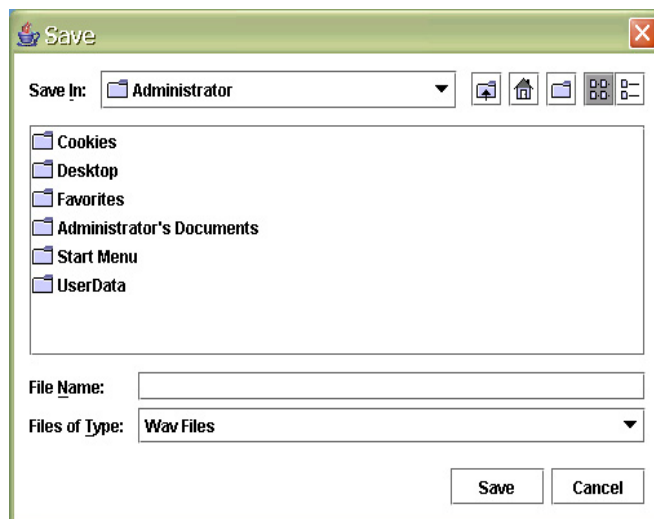 Save
Save In: Administrator
Cookies
Desktop
Favorites
Administrator's Documents
Start Menu
UserData
File Name:
Files of Type: Wav Files
Save Cancel